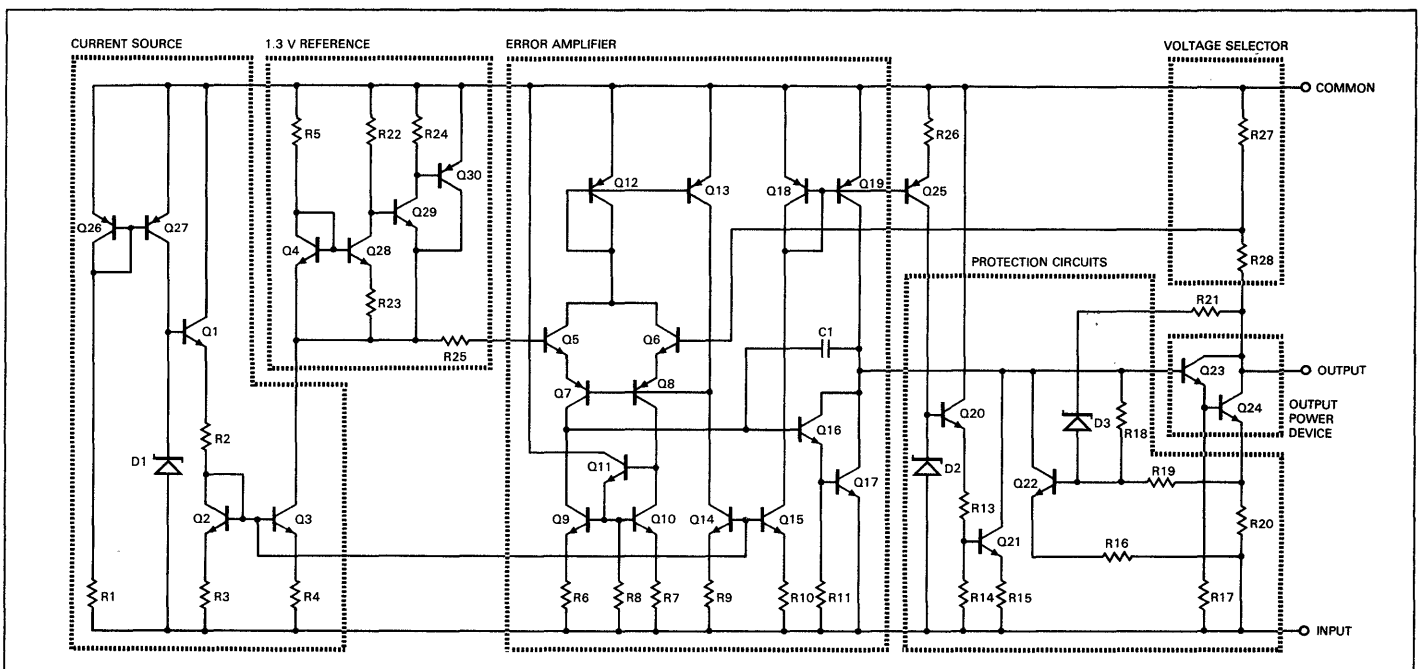 CURRENT SOURCE
1.3 V REFERENCE
ERROR AMPLIFIER
VOLTAGE SELECTOR
COMMON
R5
R22
R24
R26
R27
Q30
Q12
Q13
Q18
Q19
Q25
Q26
Q27
Q29
Q4
Q28
R28
PROTECTION CIRCUITS
R23
R21
Q1
Q5
Q6
C1
R25
Q23
OUTPUT
Q7
Q8
Q24
OUTPUT
POWER
DEVICE
Q20
D3
R18
R2
Q16
D1
Q11
D2
R19
Q22
Q17
Q2
Q3
Q9
Q10
Q14
Q15
R13
R20
Q21
R16
R1
R3
R4
R6
R8
R7
R9
R10
R11
R14
R15
R17
INPUT